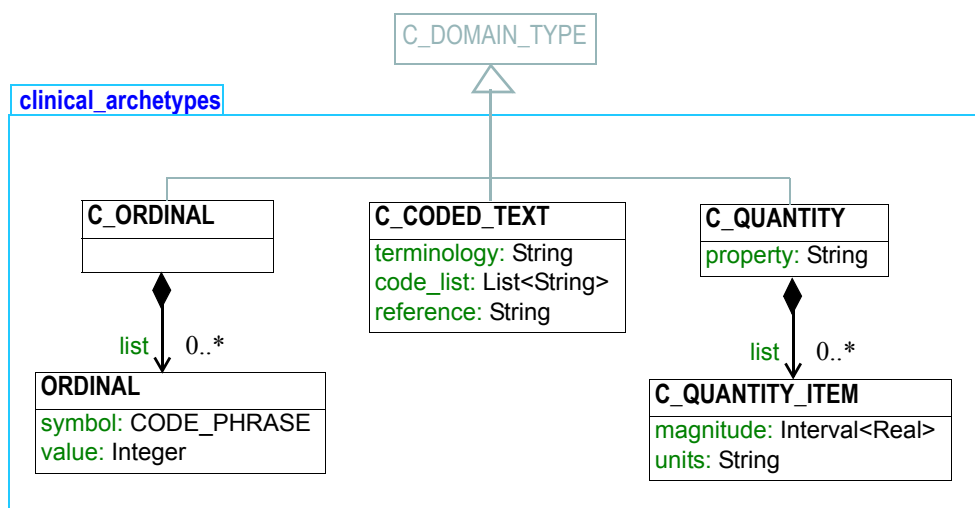 C_DOMAIN_TYPE
clinical_archetypes
C_ORDINAL
C_CODED_TEXT
terminology: String
code_list: List<String>
reference: String
C_QUANTITY
property: String
list 0..*
list 0..*
ORDINAL
symbol: CODE_PHRASE
value: Integer
C_QUANTITY_ITEM
magnitude: Interval<Real>
units: String